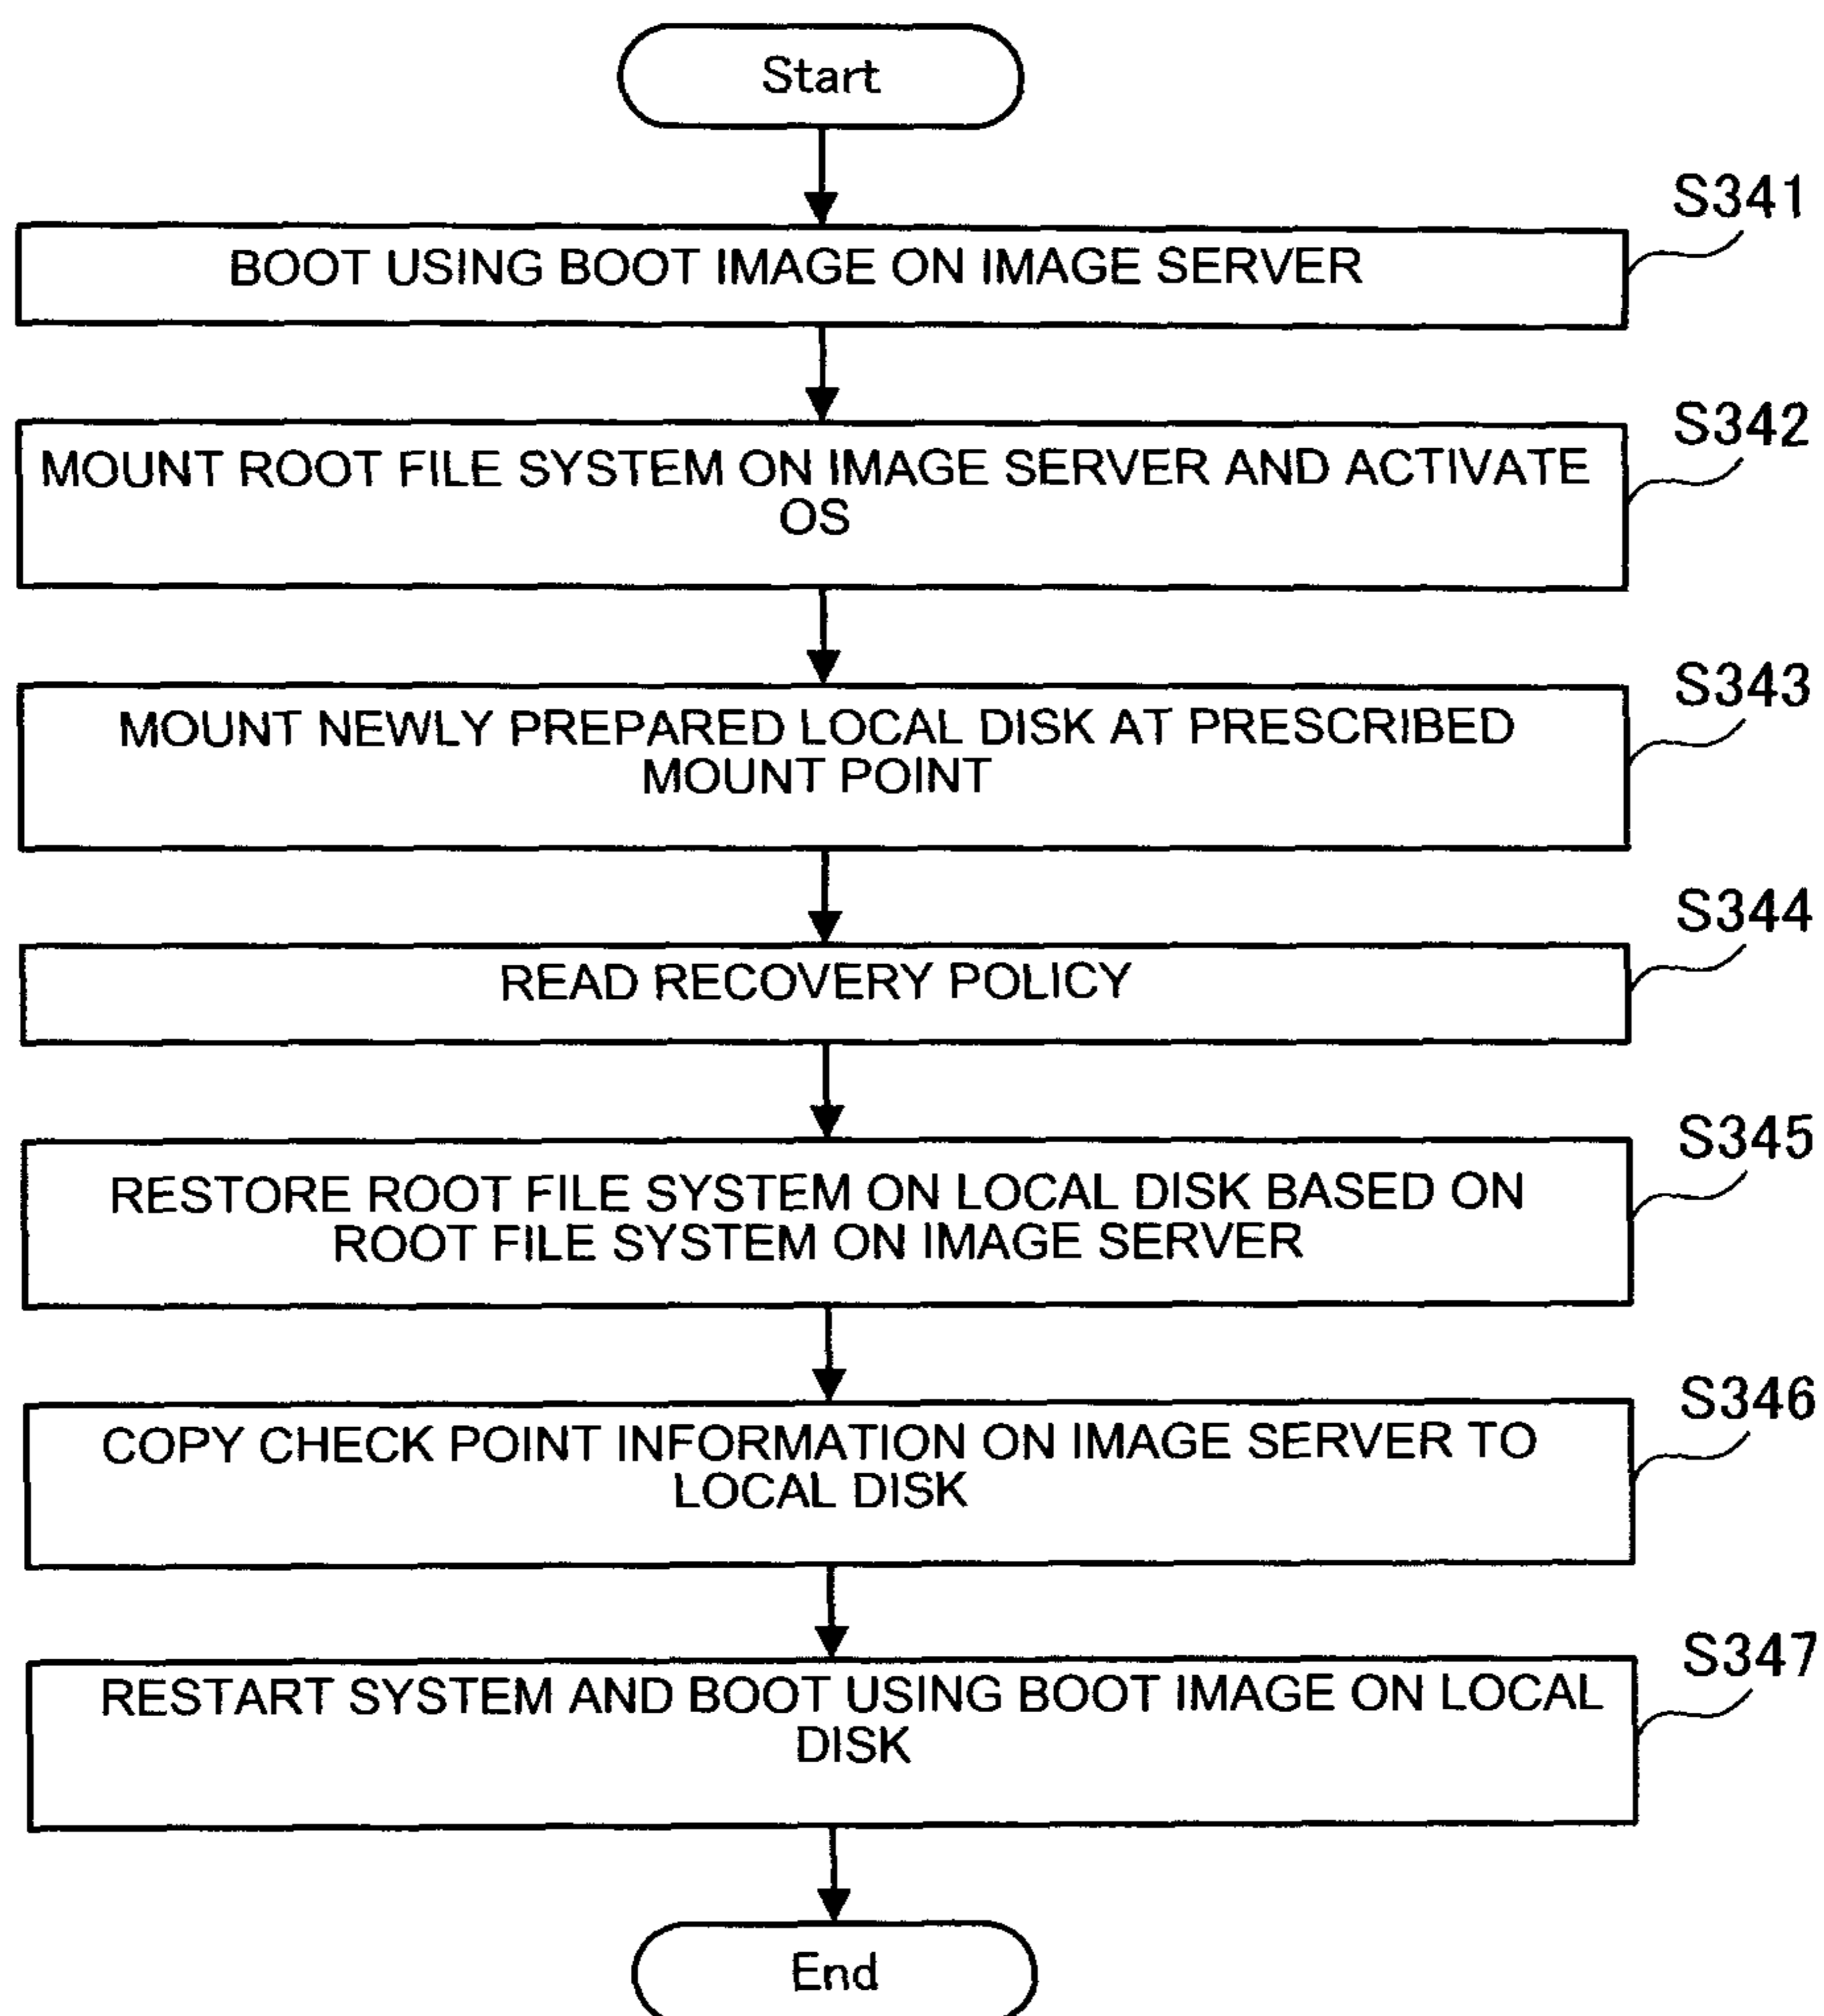 Start
S341
BOOT USING BOOT IMAGE ON IMAGE SERVER
S342
MOUNT ROOT FILE SYSTEM ON IMAGE SERVER AND ACTIVATE
OS
S343
MOUNT NEWLY PREPARED LOCAL DISK AT PRESCRIBED
MOUNT POINT
S344
READ RECOVERY POLICY
S345
RESTORE ROOT FILE SYSTEM ON LOCAL DISK BASED ON
ROOT FILE SYSTEM ON IMAGE SERVER
S346
COPY CHECK POINT INFORMATION ON IMAGE SERVER TO
LOCAL DISK
S347
RESTART SYSTEM AND BOOT USING BOOT IMAGE ON LOCAL
DISK
End